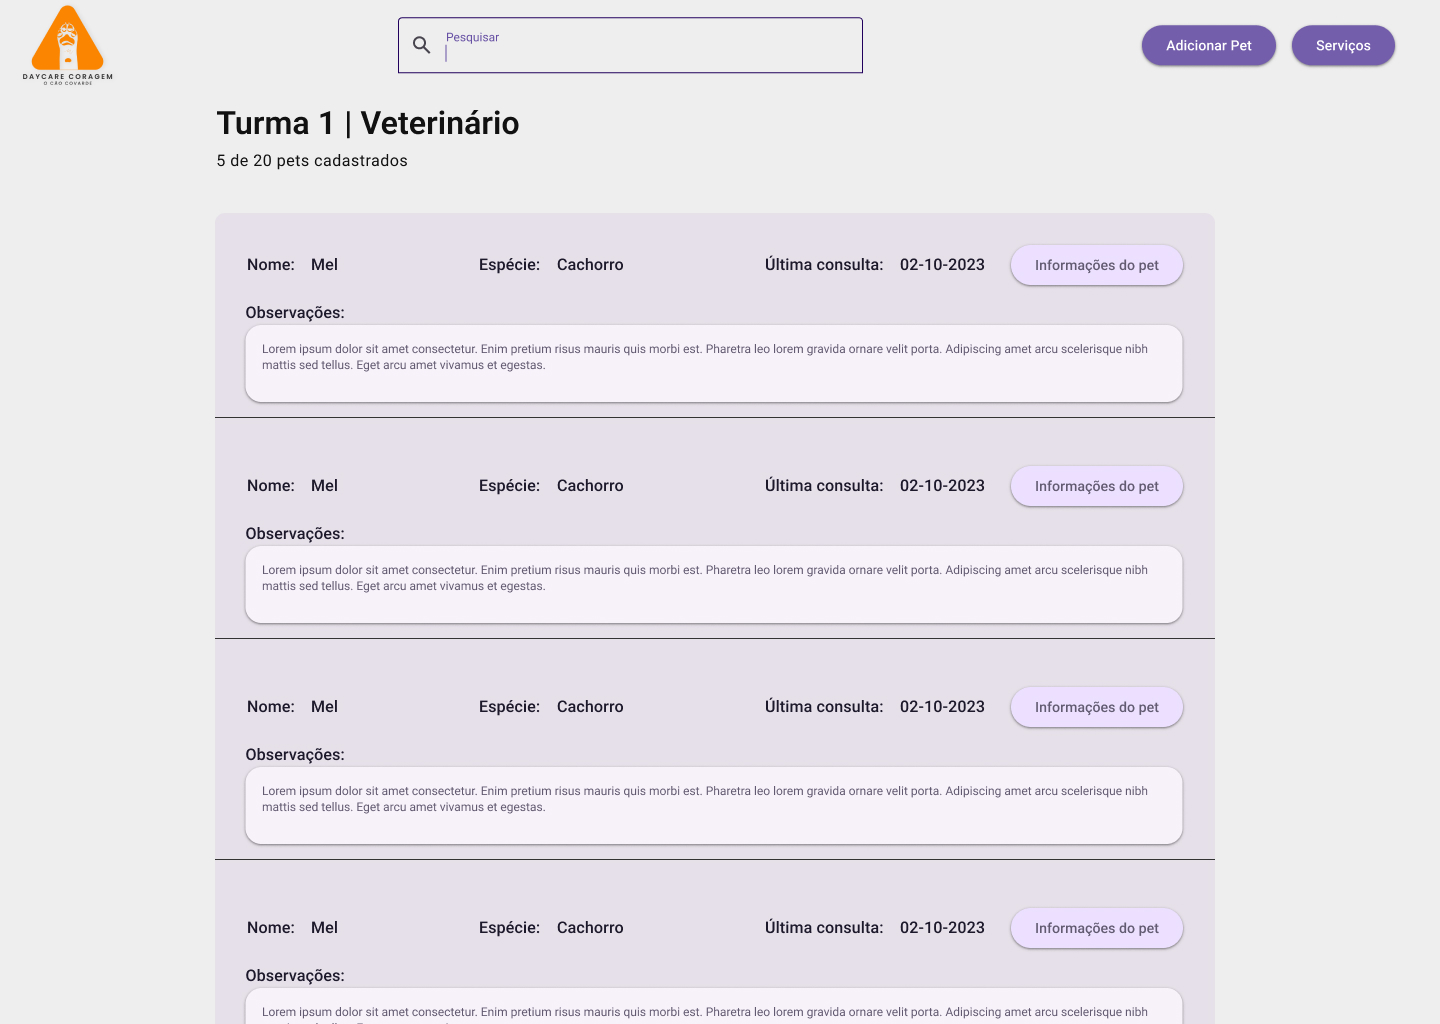 DAYCARE CORAGEM
O CÃO COVARDE
Pesquisar
Adicionar Pet
Serviços
Turma 1 | Veterinário
5 de 20 pets cadastrados
Nome: Mel Espécie: Cachorro Última consulta: 02-10-2023 Informações do pet
Observações:
Lorem ipsum dolor sit amet consectetur. Enim pretium risus mauris quis morbi est. Pharetra leo lorem gravida ornare velit porta. Adipiscing amet arcu scelerisque nibh
mattis sed tellus. Eget arcu amet vivamus et egestas.
Nome: Mel Espécie: Cachorro Última consulta: 02-10-2023 Informações do pet
Observações:
Lorem ipsum dolor sit amet consectetur. Enim pretium risus mauris quis morbi est. Pharetra leo lorem gravida ornare velit porta. Adipiscing amet arcu scelerisque nibh
mattis sed tellus. Eget arcu amet vivamus et egestas.
Nome: Mel Espécie: Cachorro Última consulta: 02-10-2023 Informações do pet
Observações:
Lorem ipsum dolor sit amet consectetur. Enim pretium risus mauris quis morbi est. Pharetra leo lorem gravida ornare velit porta. Adipiscing amet arcu scelerisque nibh
mattis sed tellus. Eget arcu amet vivamus et egestas.
Nome: Mel Espécie: Cachorro Última consulta: 02-10-2023 Informações do pet
Observações:
Lorem ipsum dolor sit amet consectetur. Enim pretium risus mauris quis morbi est. Pharetra leo lorem gravida ornare velit porta. Adipiscing amet arcu scelerisque nibh